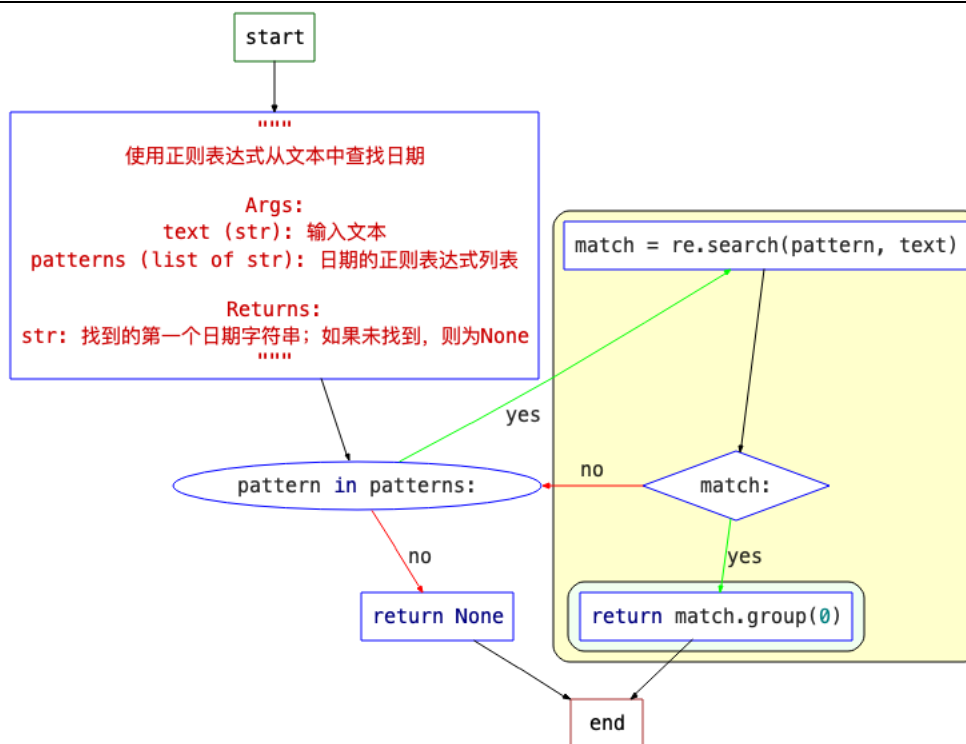 start
"""
使用正则表达式从文本中查找日期
Args:
text (str): 输入文本
patterns (list of str): 日期的正则表达式列表
Returns:
str: 找到的第一个日期字符串；如果未找到，则为None
"""
match = re.search(pattern, text)
yes
pattern in patterns:
no
match:
no
yes
return None
return match.group(0)
end